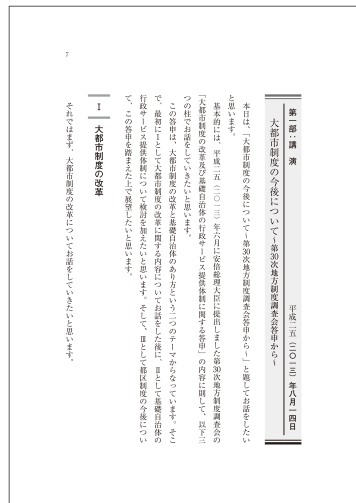 第一部：講　演
大都市制度の今後について～第30次地方制度調査会答申から～
平成二五（二〇一三）年八月一四日
本日は、「大都市制度の今後について～第30次地方制度調査会答申から～」と題してお話をしたい
と思います。
基本的には、平成二五（二〇一三）年六月に安倍総理大臣に提出しました第30次地方制度調査会の
「大都市制度の改革及び基礎自治体の行政サービス提供体制に関する答申」の内容に則して、以下三
つの柱でお話をしていきたいと思います。
この答申は、大都市制度の改革と基礎自治体のあり方という二つのテーマからなっています。そこ
で、最初にⅠとして大都市制度の改革に関する内容についてお話をした後に、Ⅱとして基礎自治体の
行政サービス提供体制について検討を加えたいと思います。そして、Ⅲとして都区制度の今後につい
て、この答申を踏まえた上で展望したいと思います。
Ⅰ　大都市制度の改革
それではまず、大都市制度の改革についてお話をしていきたいと思います。
7